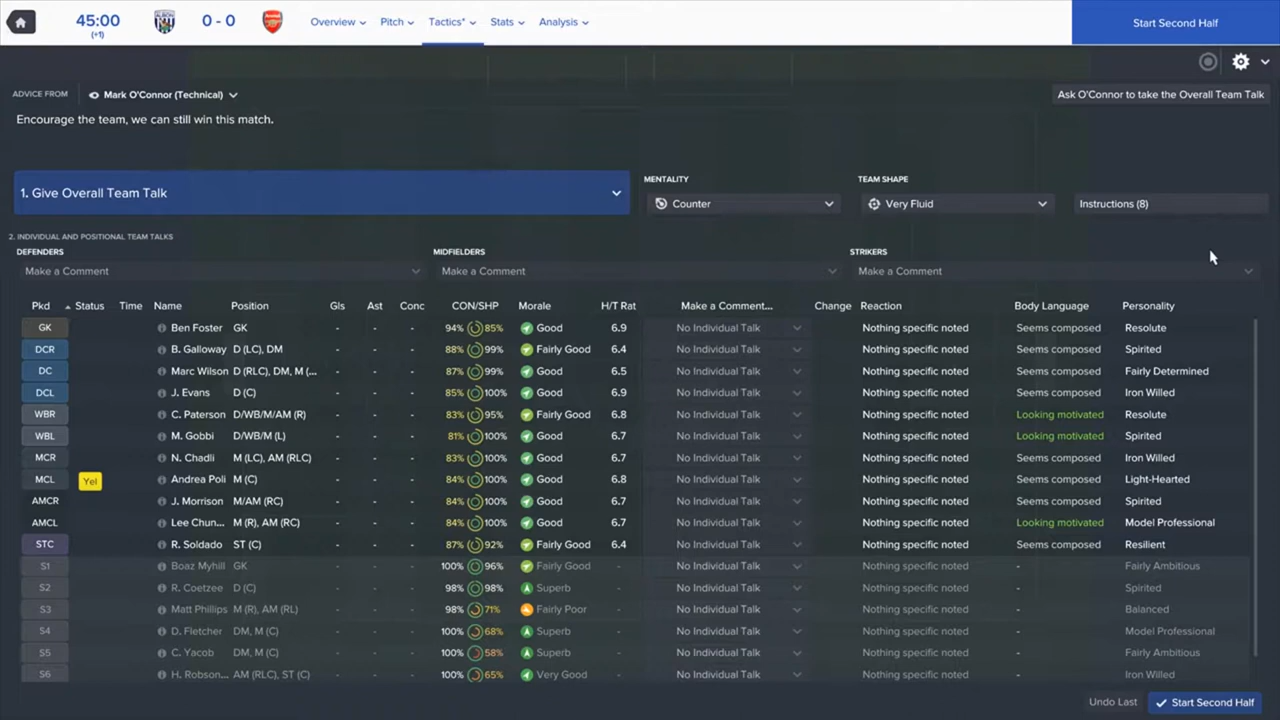 45:00 0 - 0 Overview Pitch Tactics* Stats Analysis Start Second Half
(+1)
ADVICE FROM Mark O'Connor (Technical) Ask O'Connor to take the Overall Team Talk
Encourage the team, we can still win this match.
MENTALITY TEAM SHAPE
1. Give Overall Team Talk Counter Very Fluid Instructions (8)
2. INDIVIDUAL AND POSITIONAL TEAM TALKS
DEFENDERS MIDFIELDERS STRIKERS
Make a Comment Make a Comment Make a Comment
Pkd Status Time Name Position Gls Ast Conc CON/SHP Morale H/T Rat Make a Comment... Change Reaction Body Language Personality
GK Ben Foster GK - - - 94% 85% Good 6.9 No Individual Talk Nothing specific noted Seems composed Resolute
DCR B. Galloway D (LC), DM - - - 88% 99% Fairly Good 6.4 No Individual Talk Nothing specific noted Seems composed Spirited
DC Marc Wilson D (RLC), DM, M (... - - - 87% 99% Good 6.5 No Individual Talk Nothing specific noted Seems composed Fairly Determined
DCL J. Evans D (C) - - - 85% 100% Good 6.9 No Individual Talk Nothing specific noted Seems composed Iron Willed
WBR C. Paterson D/WB/M/AM (R) - - - 83% 95% Fairly Good 6.8 No Individual Talk Nothing specific noted Looking motivated Resolute
WBL M. Gobbi D/WB/M (L) - - - 81% 100% Good 6.7 No Individual Talk Nothing specific noted Looking motivated Spirited
MCR N. Chadli M (LC), AM (RLC) - - - 83% 100% Good 6.7 No Individual Talk Nothing specific noted Seems composed Iron Willed
MCL Yel Andrea Poli M (C) - - - 84% 100% Good 6.8 No Individual Talk Nothing specific noted Seems composed Light-Hearted
AMCR J. Morrison M/AM (RC) - - - 84% 100% Good 6.7 No Individual Talk Nothing specific noted Seems composed Spirited
AMCL Lee Chun... M (R), AM (RC) - - - 84% 100% Good 6.7 No Individual Talk Nothing specific noted Looking motivated Model Professional
STC R. Soldado ST (C) - - - 87% 92% Fairly Good 6.4 No Individual Talk Nothing specific noted Seems composed Resilient
S1 Boaz Myhill GK - - - 100% 96% Fairly Good - No Individual Talk Nothing specific noted - Fairly Ambitious
S2 R. Coetzee D (C) - - - 98% 98% Superb - No Individual Talk Nothing specific noted - Spirited
S3 Matt Phillips M (R), AM (RL) - - - 98% 71% Fairly Poor - No Individual Talk Nothing specific noted - Balanced
S4 D. Fletcher DM, M (C) - - - 100% 68% Superb - No Individual Talk Nothing specific noted - Model Professional
S5 C. Yacob DM, M (C) - - - 100% 58% Superb - No Individual Talk Nothing specific noted - Fairly Ambitious
S6 H. Robson... AM (RLC), ST (C) - - - 100% 65% Very Good - No Individual Talk Nothing specific noted - Iron Willed
Undo Last Start Second Half